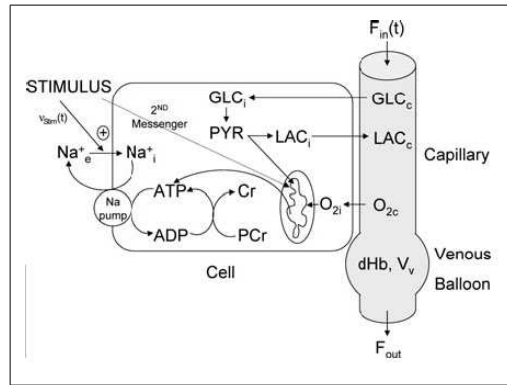 F_in(t)
STIMULUS
v_Stim(t)
+
2ND
Messenger
GLC_i
GLC_c
PYR
LAC_i
LAC_c
Capillary
Na⁺_e
Na⁺_i
Na
pump
ATP
Cr
O_2i
O_2c
ADP
PCr
Cell
dHb, V_v
Venous
Balloon
F_out